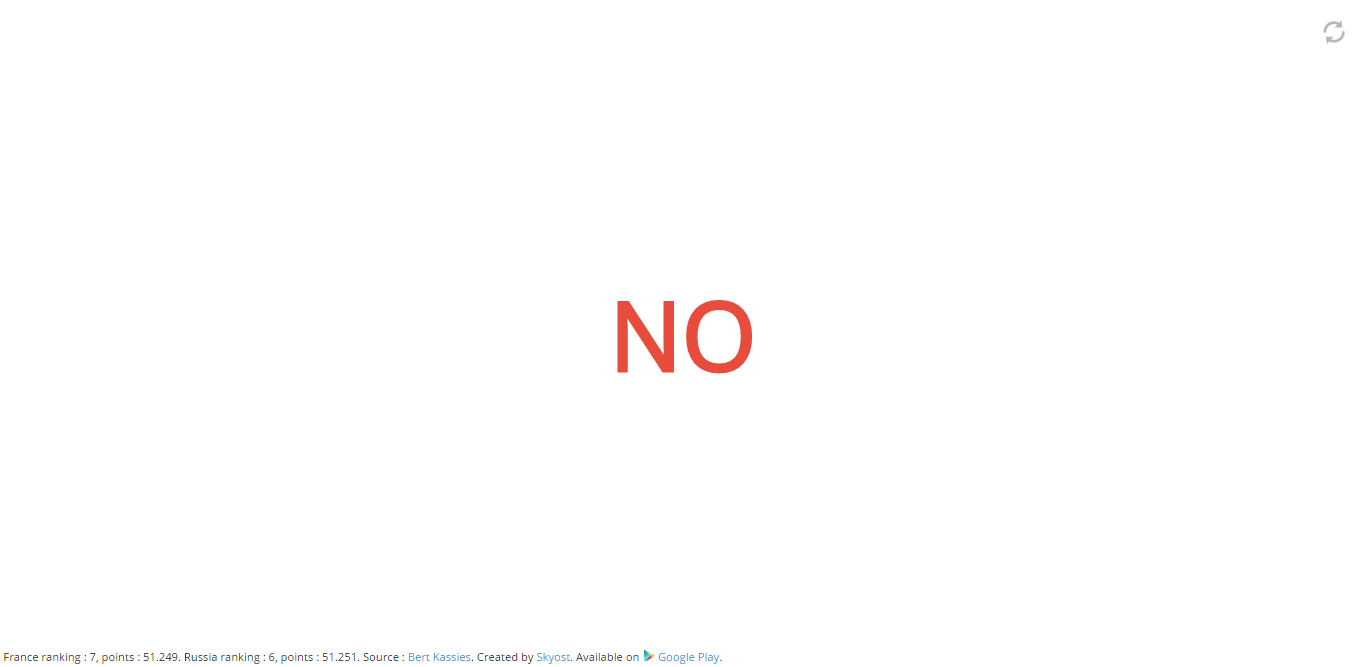 NO
France ranking : 7, points : 51.249. Russia ranking : 6, points : 51.251. Source : Bert Kassies. Created by Skyost. Available on Google Play.